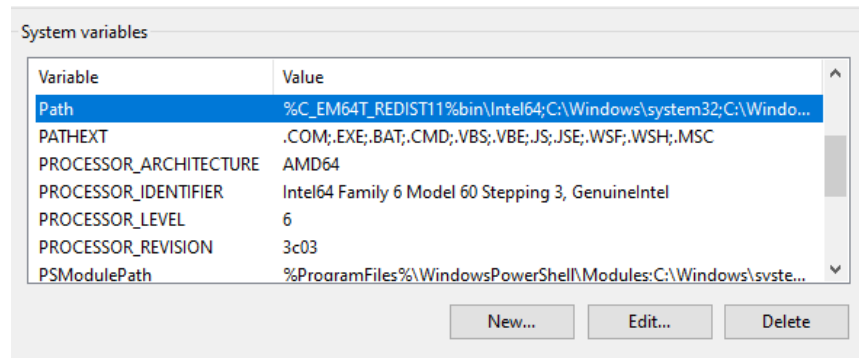 System variables
Variable Value
Path %C_EM64T_REDIST11%bin\Intel64;C:\Windows\system32;C:\Windo...
PATHEXT .COM;.EXE;.BAT;.CMD;.VBS;.VBE;.JS;.JSE;.WSF;.WSH;.MSC
PROCESSOR_ARCHITECTURE AMD64
PROCESSOR_IDENTIFIER Intel64 Family 6 Model 60 Stepping 3, GenuineIntel
PROCESSOR_LEVEL 6
PROCESSOR_REVISION 3c03
PSModulePath %ProgramFiles%\WindowsPowerShell\Modules;C:\Windows\syste...
New... Edit... Delete